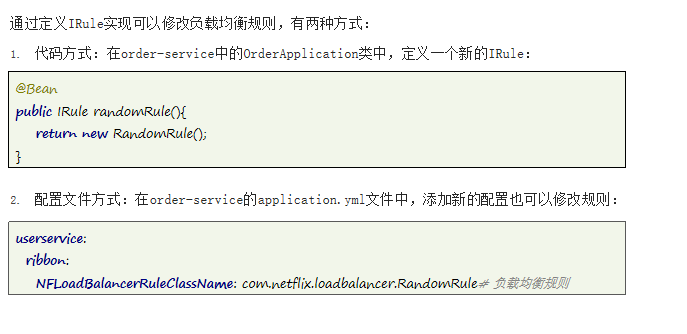 通过定义IRule实现可以修改负载均衡规则，有两种方式：
1. 代码方式：在order-service中的OrderApplication类中，定义一个新的IRule：
@Bean
public IRule randomRule(){
return new RandomRule();
}
2. 配置文件方式：在order-service的application.yml文件中，添加新的配置也可以修改规则：
userservice:
ribbon:
NFLoadBalancerRuleClassName: com.netflix.loadbalancer.RandomRule# 负载均衡规则